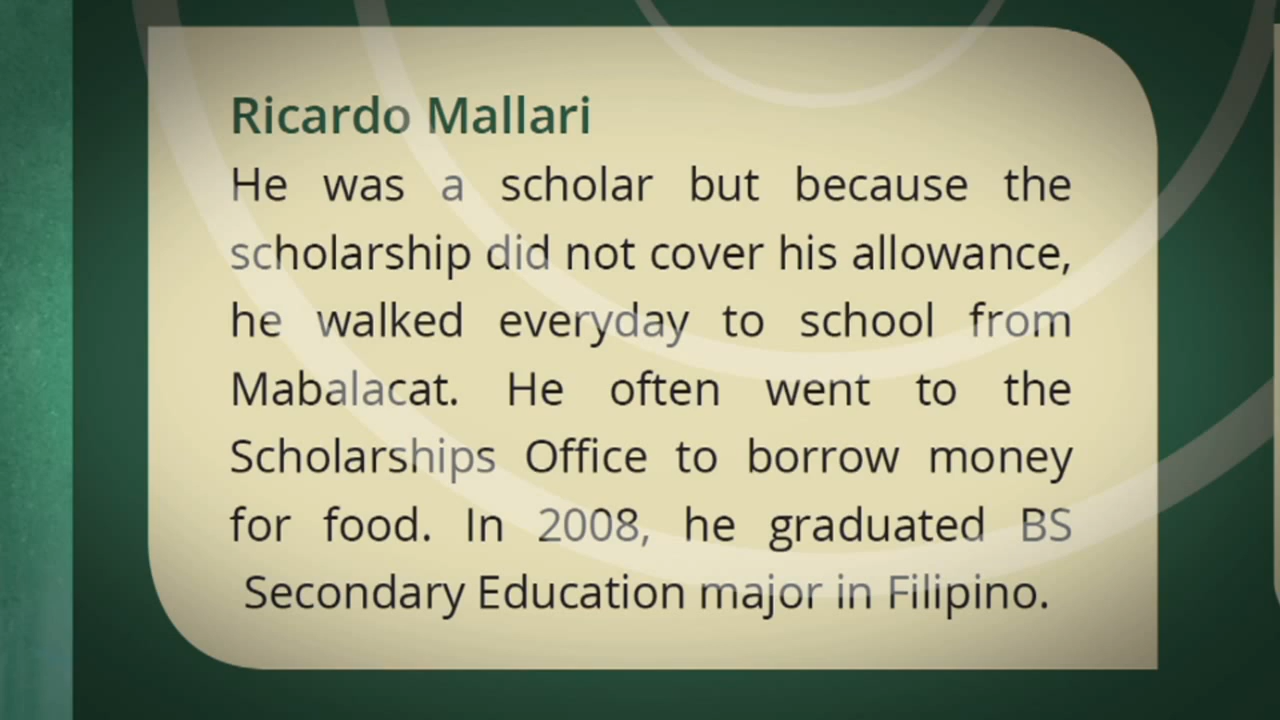 Ricardo Mallari
He was a scholar but because the
scholarship did not cover his allowance,
he walked everyday to school from
Mabalacat. He often went to the
Scholarships Office to borrow money
for food. In 2008, he graduated BS
Secondary Education major in Filipino.